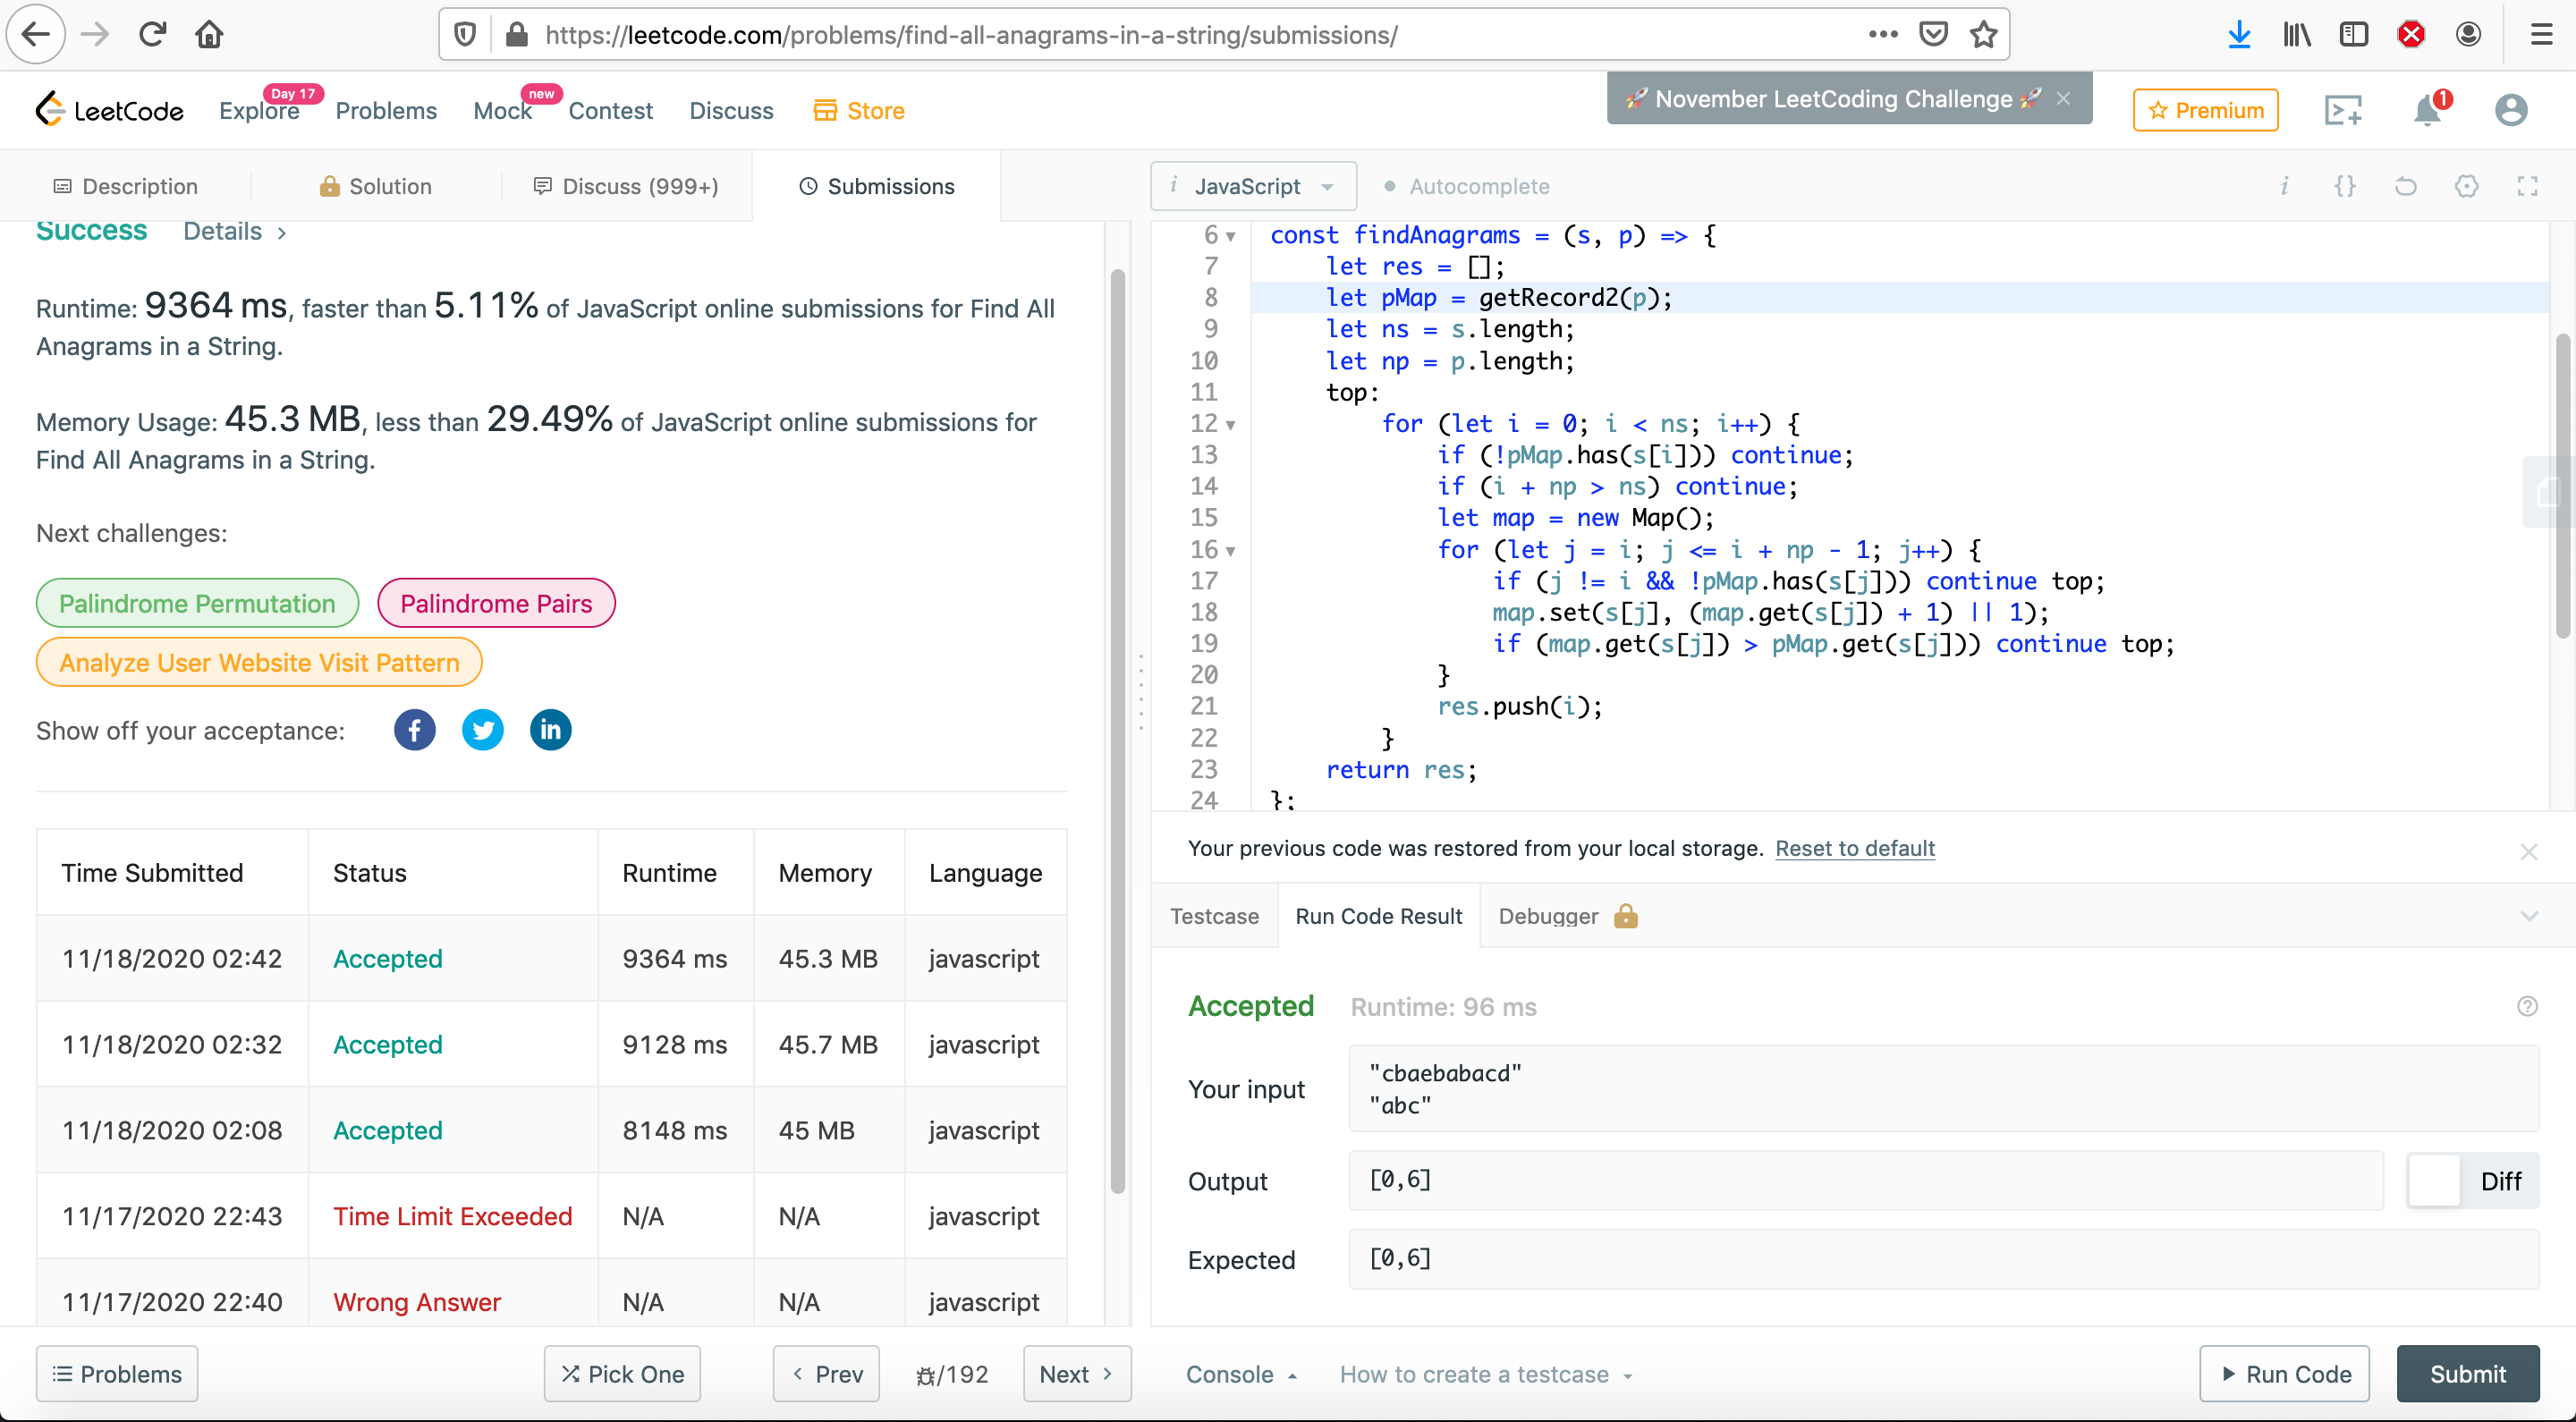 https://leetcode.com/problems/find-all-anagrams-in-a-string/submissions/
LeetCode
Explore
Day 17
Problems
Mock
new
Contest
Discuss
Store
🚀 November LeetCoding Challenge 🚀 ×
Premium
1
Description
Solution
Discuss (999+)
Submissions
i JavaScript
Autocomplete
i {}
Success Details >
Runtime: 9364 ms, faster than 5.11% of JavaScript online submissions for Find All
Anagrams in a String.
Memory Usage: 45.3 MB, less than 29.49% of JavaScript online submissions for
Find All Anagrams in a String.
Next challenges:
Palindrome Permutation
Palindrome Pairs
Analyze User Website Visit Pattern
Show off your acceptance:
f
in
Time Submitted Status Runtime Memory Language
11/18/2020 02:42 Accepted 9364 ms 45.3 MB javascript
11/18/2020 02:32 Accepted 9128 ms 45.7 MB javascript
11/18/2020 02:08 Accepted 8148 ms 45 MB javascript
11/17/2020 22:43 Time Limit Exceeded N/A N/A javascript
11/17/2020 22:40 Wrong Answer N/A N/A javascript
Problems
Pick One
< Prev
/192
Next >
6 const findAnagrams = (s, p) => {
7 let res = [];
8 let pMap = getRecord2(p);
9 let ns = s.length;
10 let np = p.length;
11 top:
12 for (let i = 0; i < ns; i++) {
13 if (!pMap.has(s[i])) continue;
14 if (i + np > ns) continue;
15 let map = new Map();
16 for (let j = i; j <= i + np - 1; j++) {
17 if (j != i && !pMap.has(s[j])) continue top;
18 map.set(s[j], (map.get(s[j]) + 1) || 1);
19 if (map.get(s[j]) > pMap.get(s[j])) continue top;
20 }
21 res.push(i);
22 }
23 return res;
24 };
Your previous code was restored from your local storage. Reset to default
Testcase
Run Code Result
Debugger
Accepted Runtime: 96 ms
Your input
"cbaebabacd"
"abc"
Output
[0,6]
Diff
Expected
[0,6]
Console
How to create a testcase
Run Code
Submit